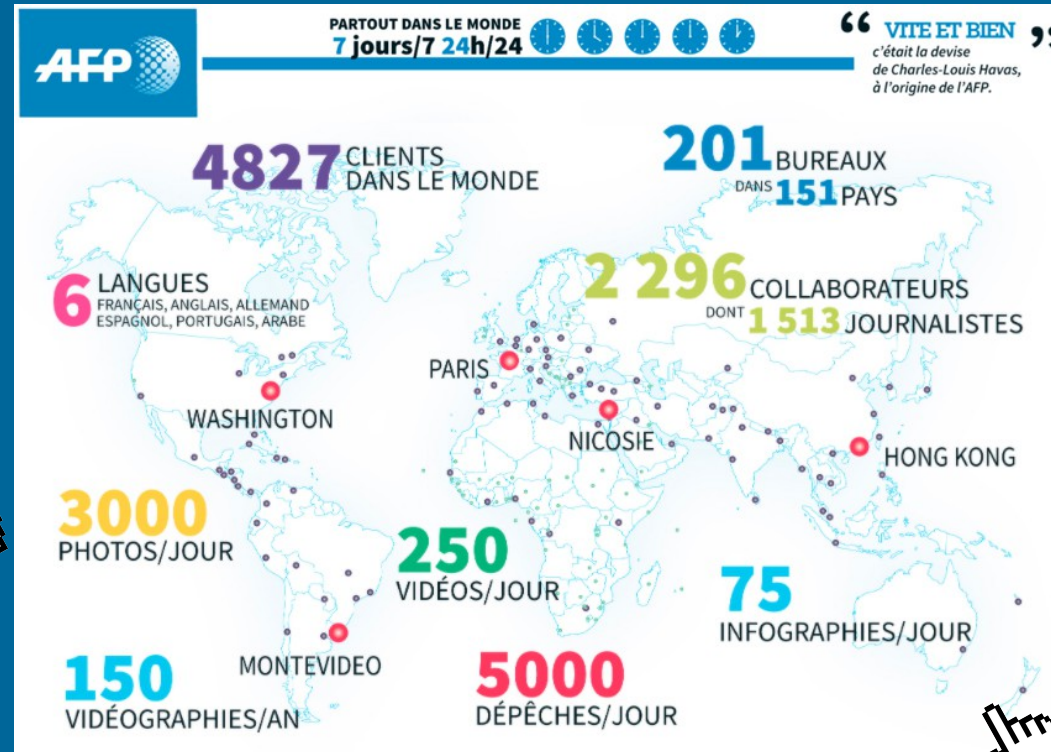 AFP
PARTOUT DANS LE MONDE
7 jours/7 24h/24
“ VITE ET BIEN ”
c'était la devise
de Charles-Louis Havas,
à l'origine de l'AFP.
4827 CLIENTS
DANS LE MONDE
201 BUREAUX
DANS 151 PAYS
6 LANGUES
FRANÇAIS, ANGLAIS, ALLEMAND
ESPAGNOL, PORTUGAIS, ARABE
2 296 COLLABORATEURS
DONT 1 513 JOURNALISTES
PARIS
WASHINGTON
NICOSIE
HONG KONG
3000
PHOTOS/JOUR
250
VIDÉOS/JOUR
75
INFOGRAPHIES/JOUR
MONTEVIDEO
150
VIDÉOGRAPHIES/AN
5000
DÉPÊCHES/JOUR